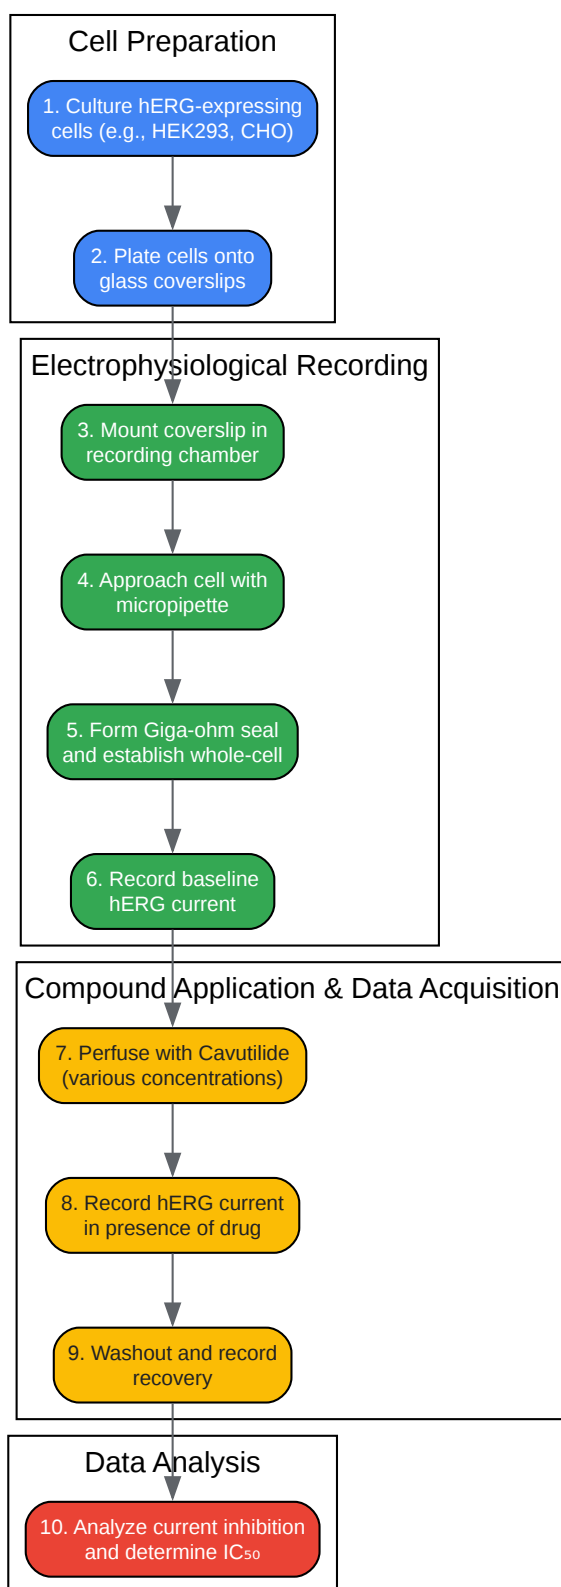 Cell Preparation
1. Culture hERG-expressing
cells (e.g., HEK293, CHO)
2. Plate cells onto
glass coverslips
Electrophysiological Recording
3. Mount coverslip in
recording chamber
4. Approach cell with
micropipette
5. Form Giga-ohm seal
and establish whole-cell
6. Record baseline
hERG current
Compound Application & Data Acquisition
7. Perfuse with Cavutilide
(various concentrations)
8. Record hERG current
in presence of drug
9. Washout and record
recovery
Data Analysis
10. Analyze current inhibition
and determine IC₅₀